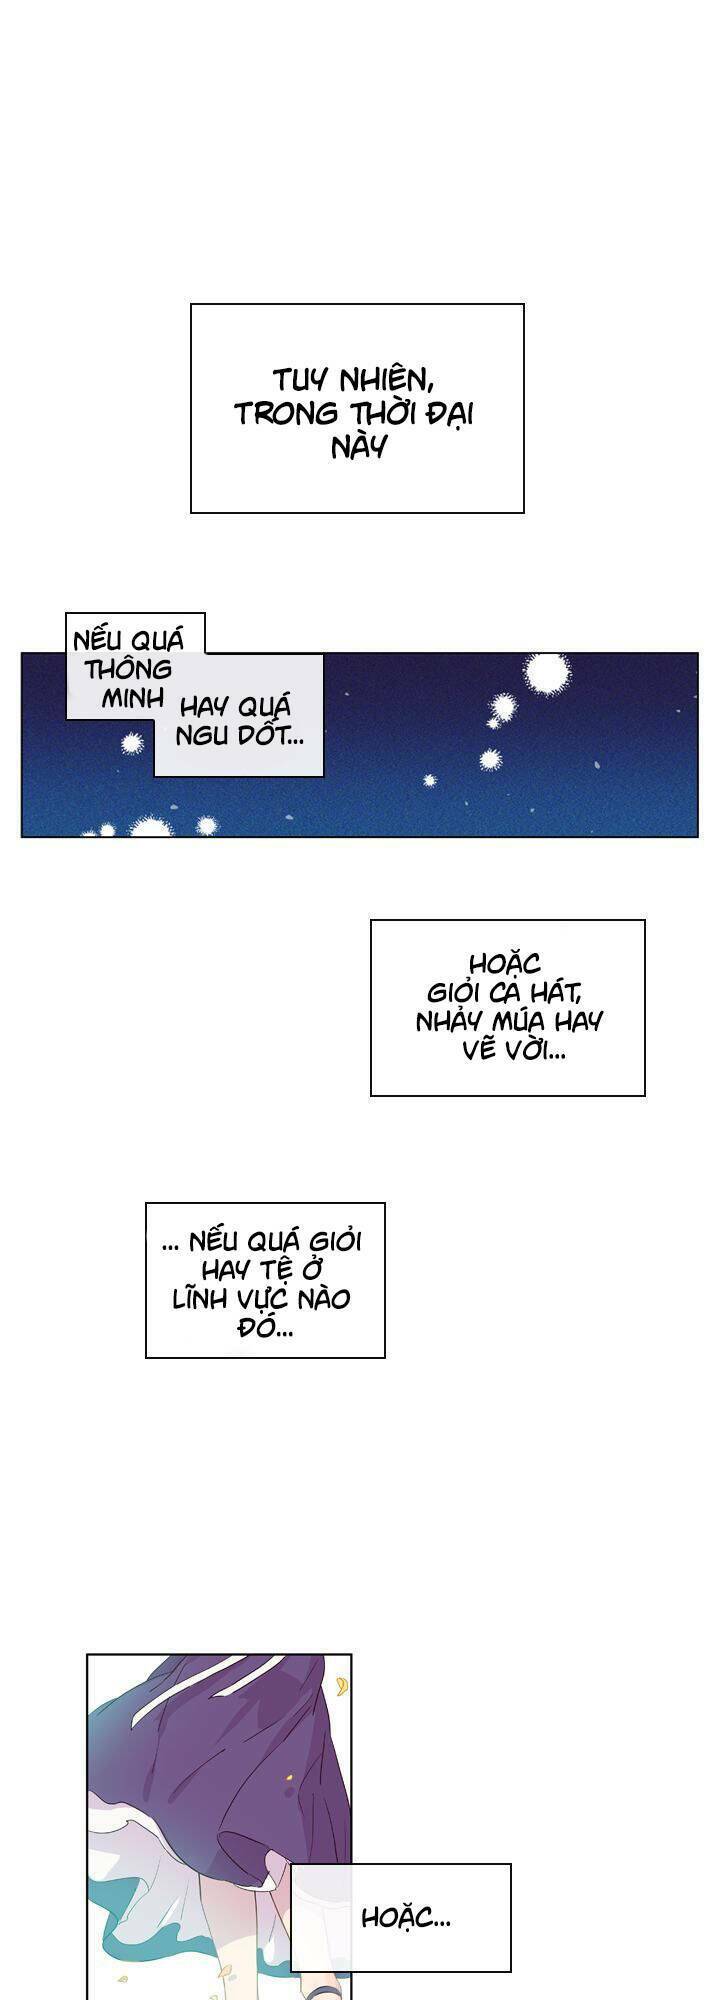 TUY NHIÊN,
TRONG THỜI ĐẠI
NÀY
NẾU QUÁ
THÔNG
MINH
HAY QUÁ
NGU DỐT...
HOẶC
GIỎI CA HÁT,
NHẢY MÚA HAY
VẼ VỜI...
... NẾU QUÁ GIỎI
HAY TỆ Ở
LĨNH VỰC NÀO
ĐÓ...
HOẶC...